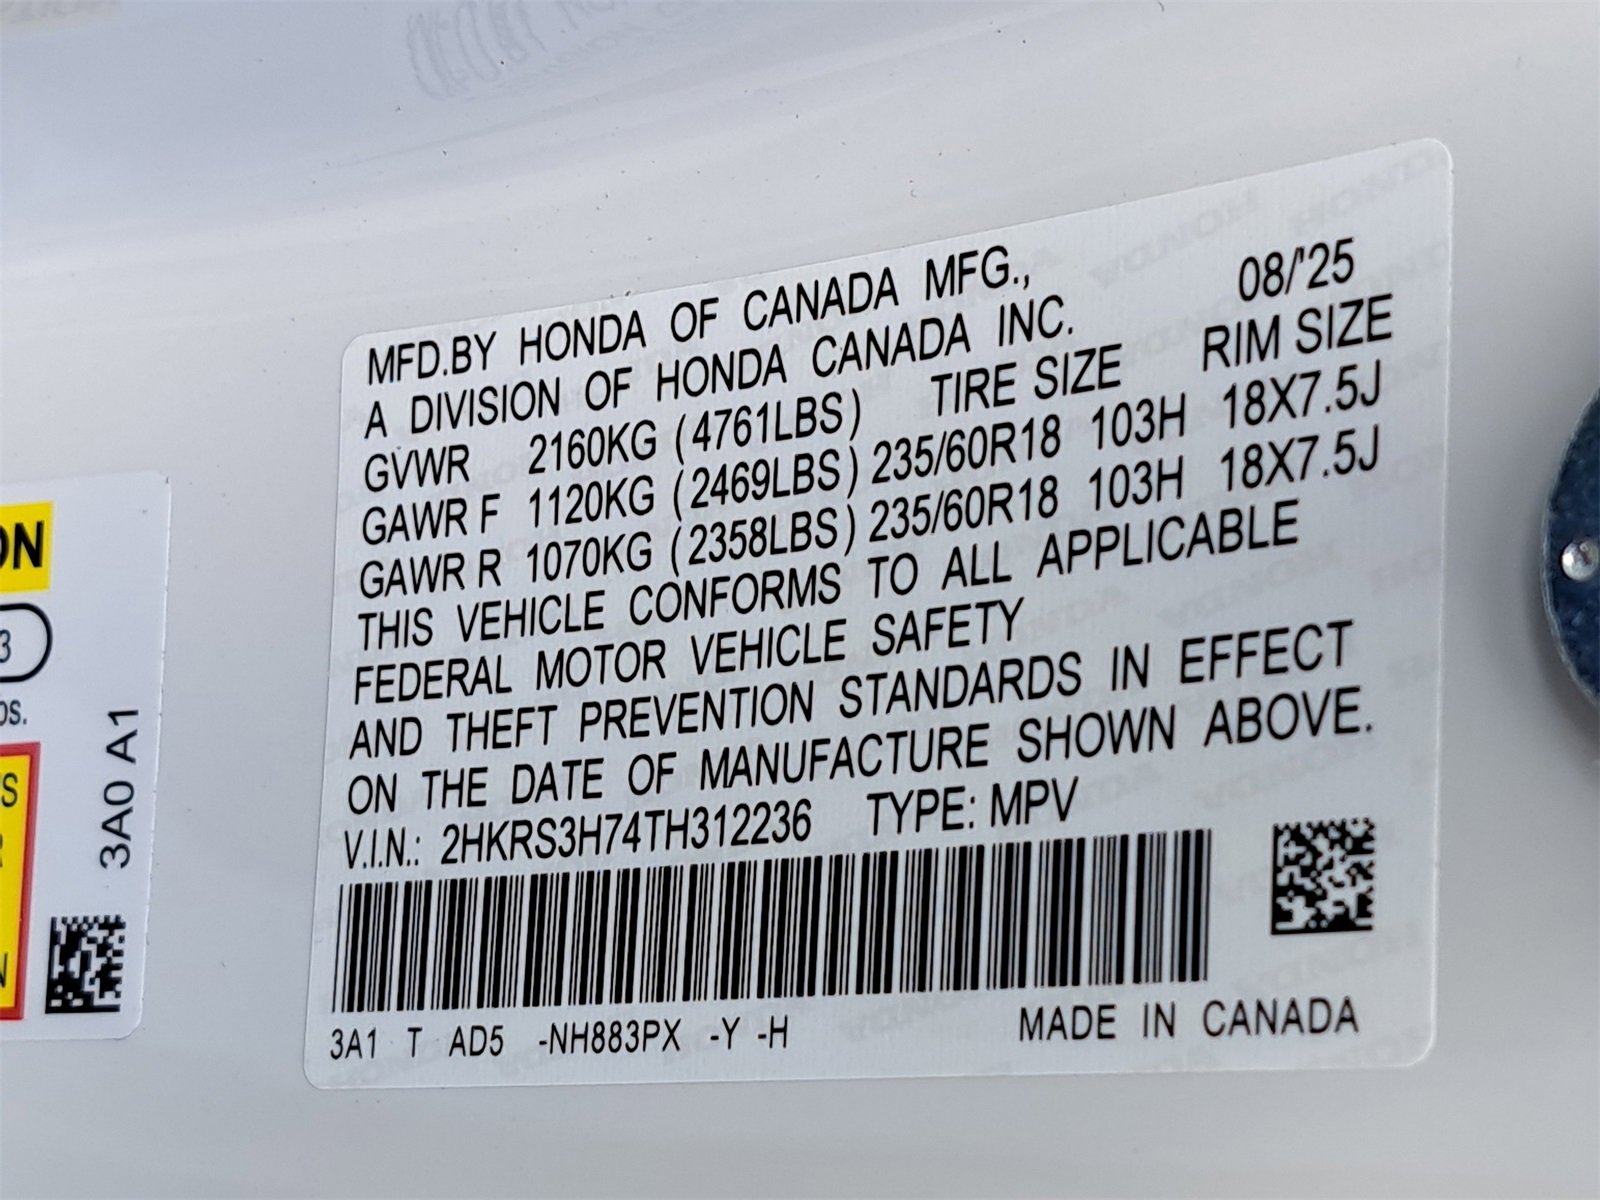 MFD.BY HONDA OF CANADA MFG., 08/'25
A DIVISION OF HONDA CANADA INC.
GVWR 2160KG (4761LBS) TIRE SIZE RIM SIZE
GAWR F 1120KG (2469LBS) 235/60R18 103H 18X7.5J
GAWR R 1070KG (2358LBS) 235/60R18 103H 18X7.5J
THIS VEHICLE CONFORMS TO ALL APPLICABLE
FEDERAL MOTOR VEHICLE SAFETY
AND THEFT PREVENTION STANDARDS IN EFFECT
ON THE DATE OF MANUFACTURE SHOWN ABOVE.
V.I.N.: 2HKRS3H74TH312236 TYPE: MPV
3A1 T AD5 -NH883PX -Y -H MADE IN CANADA
3A0 A1